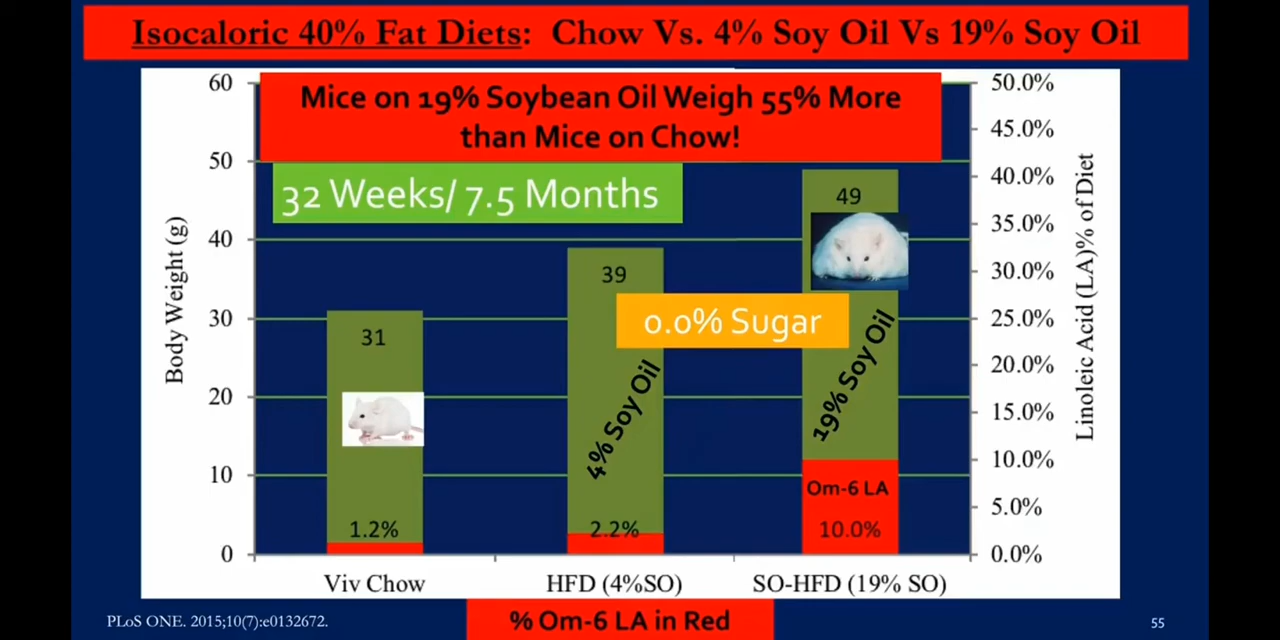 Isocaloric 40% Fat Diets: Chow Vs. 4% Soy Oil Vs 19% Soy Oil
Mice on 19% Soybean Oil Weigh 55% More
than Mice on Chow!
32 Weeks/ 7.5 Months
0.0% Sugar
Body Weight (g)
60
50
40
30
20
10
0
31
1.2%
39
4% Soy Oil
2.2%
49
19% Soy Oil
Om-6 LA
10.0%
50.0%
45.0%
40.0%
35.0%
30.0%
25.0%
20.0%
15.0%
10.0%
5.0%
0.0%
Linoleic Acid (LA)% of Diet
Viv Chow
HFD (4%SO)
SO-HFD (19% SO)
% Om-6 LA in Red
PLoS ONE. 2015;10(7):e0132672.
55